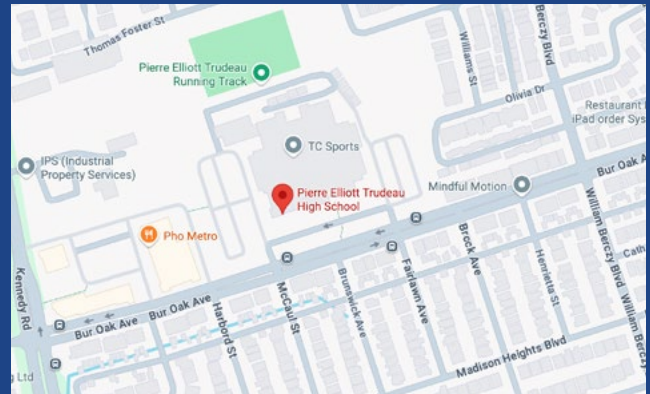 Thomas Foster St
Pierre Elliott Trudeau
Running Track
Williams St
Berczy Blvd
Olivia Dr
Restaurant
iPad order Sys
IPS (Industrial
Property Services)
TC Sports
Pierre Elliott Trudeau
High School
Mindful Motion
Bur Oak
William Berczy Blvd
Pho Metro
Kennedy Rd
Bur Oak Ave
Bur Oak Ave
Harbord St
McCaul St
Brunswick Ave
Fairlawn Ave
Brock Ave
Henrietta St
Cath
William Berczy
Madison Heights Blvd
g Ltd